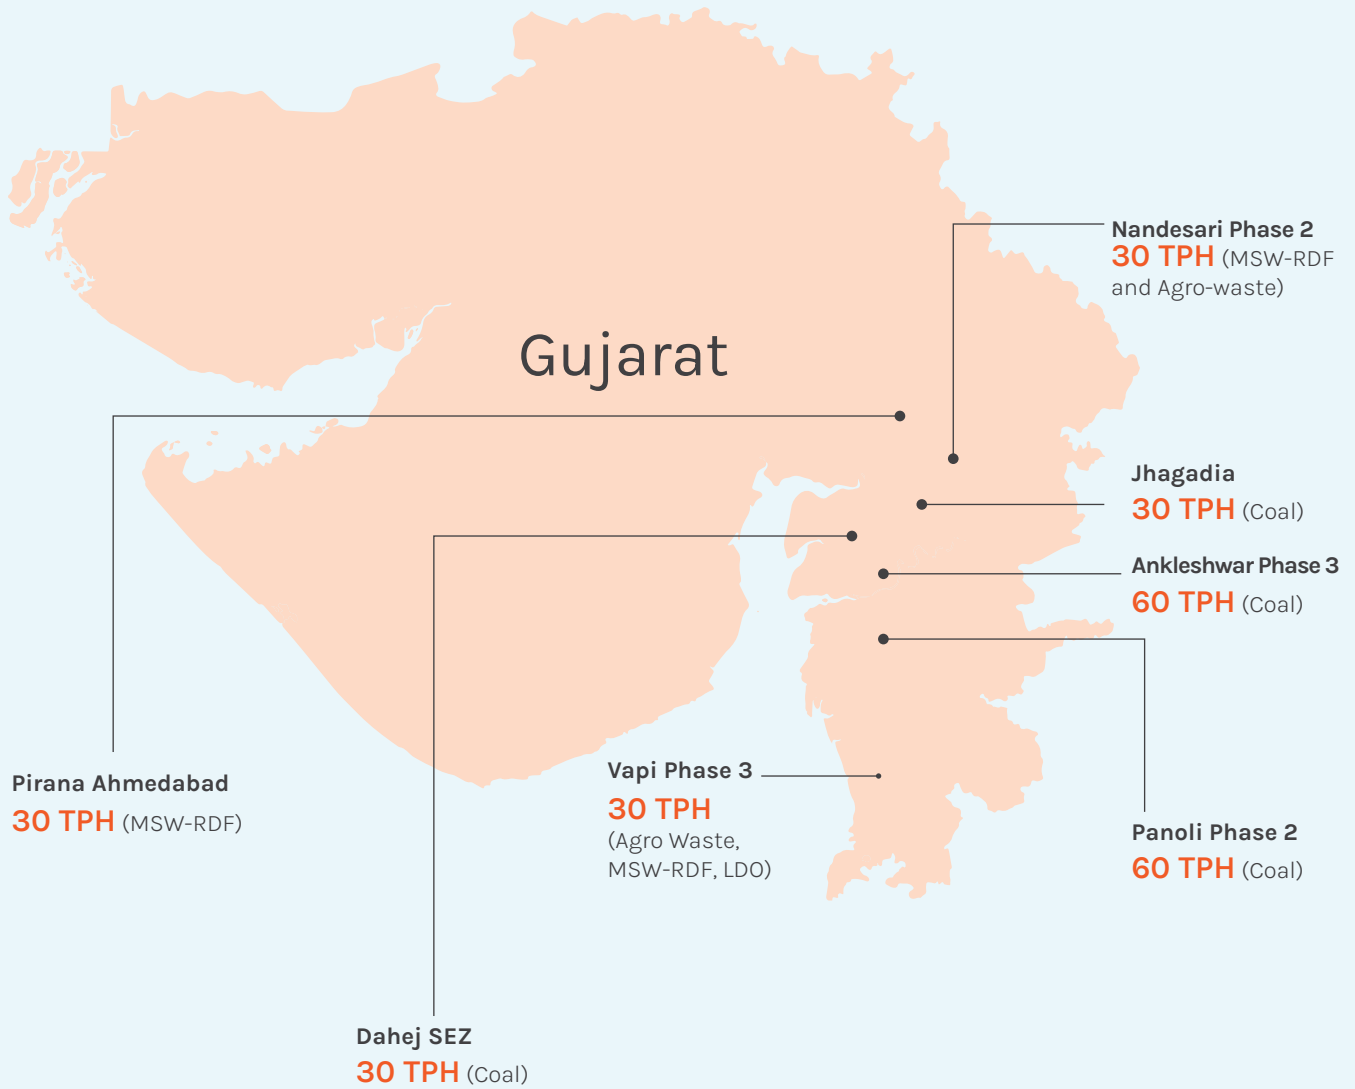 Nandesari Phase 2
30 TPH (MSW-RDF
and Agro-waste)
Gujarat
Jhagadia
30 TPH (Coal)
Ankleshwar Phase 3
60 TPH (Coal)
Pirana Ahmedabad
30 TPH (MSW-RDF)
Vapi Phase 3
30 TPH
(Agro Waste,
MSW-RDF, LDO)
Panoli Phase 2
60 TPH (Coal)
Dahej SEZ
30 TPH (Coal)